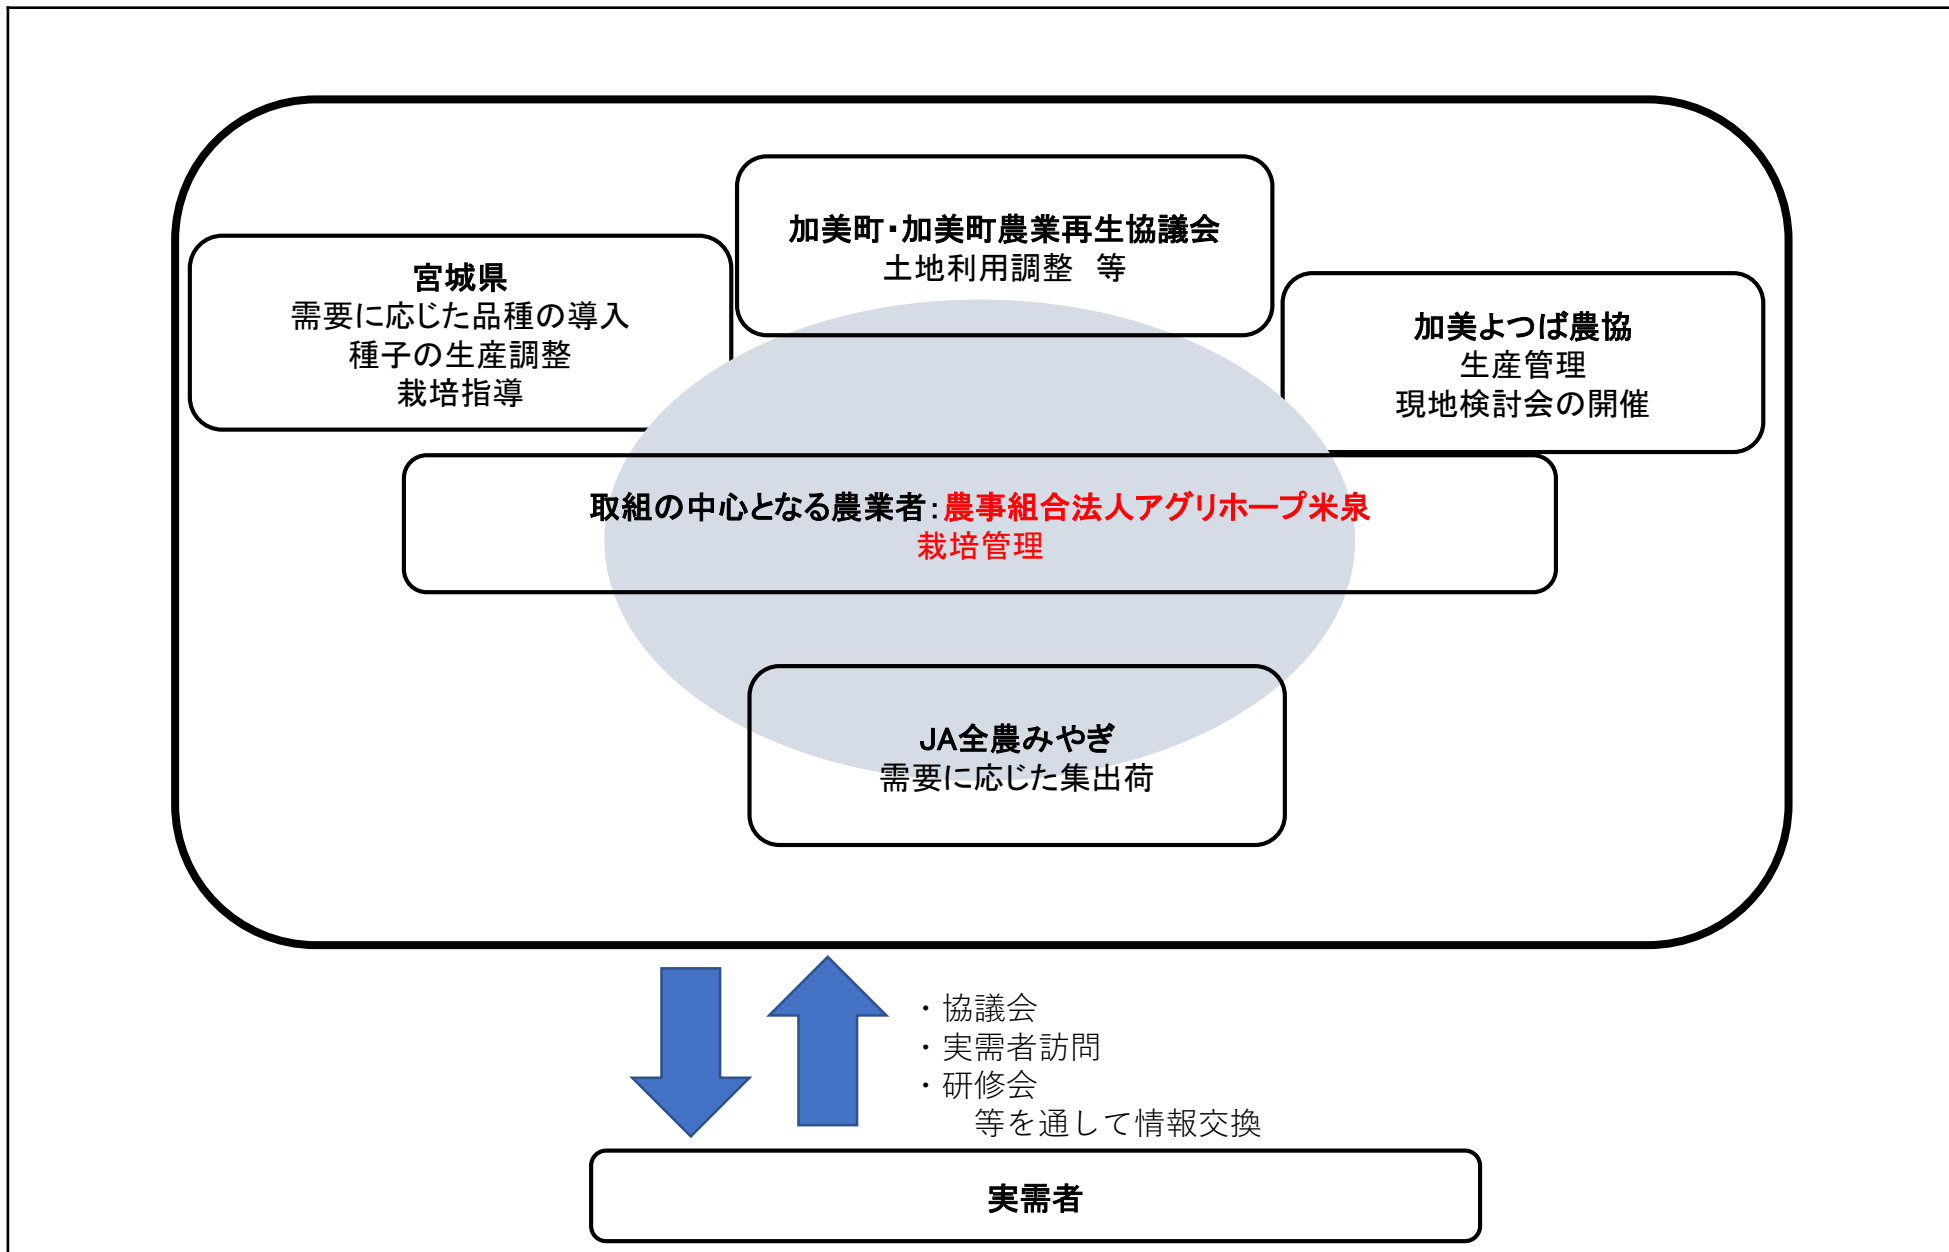 加美町・加美町農業再生協議会
土地利用調整　等
宮城県
需要に応じた品種の導入
種子の生産調整
栽培指導
加美よつば農協
生産管理
現地検討会の開催
取組の中心となる農業者：農事組合法人アグリホープ米泉
栽培管理
JA全農みやぎ
需要に応じた集出荷
・協議会
・実需者訪問
・研修会
等を通して情報交換
実需者